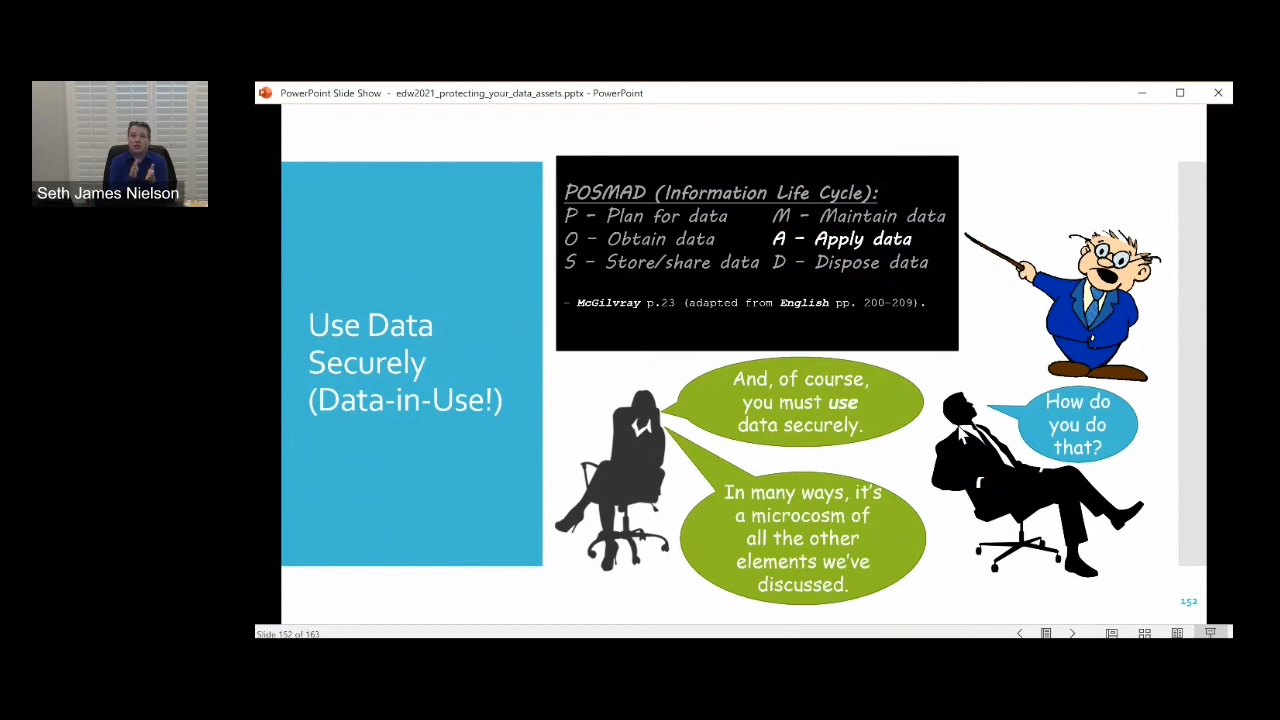 PowerPoint Slide Show - edw2021_protecting_your_data_assets.pptx - PowerPoint
Seth James Nielson
Use Data
Securely
(Data-in-Use!)
POSMAD (Information Life Cycle):
P - Plan for data M - Maintain data
O - Obtain data A - Apply data
S - Store/share data D - Dispose data
- McGilvray p.23 (adapted from English pp. 200-209).
And, of course,
you must use
data securely.
How do
you do
that?
In many ways, it's
a microcosm of
all the other
elements we've
discussed.
152
Slide 152 of 163